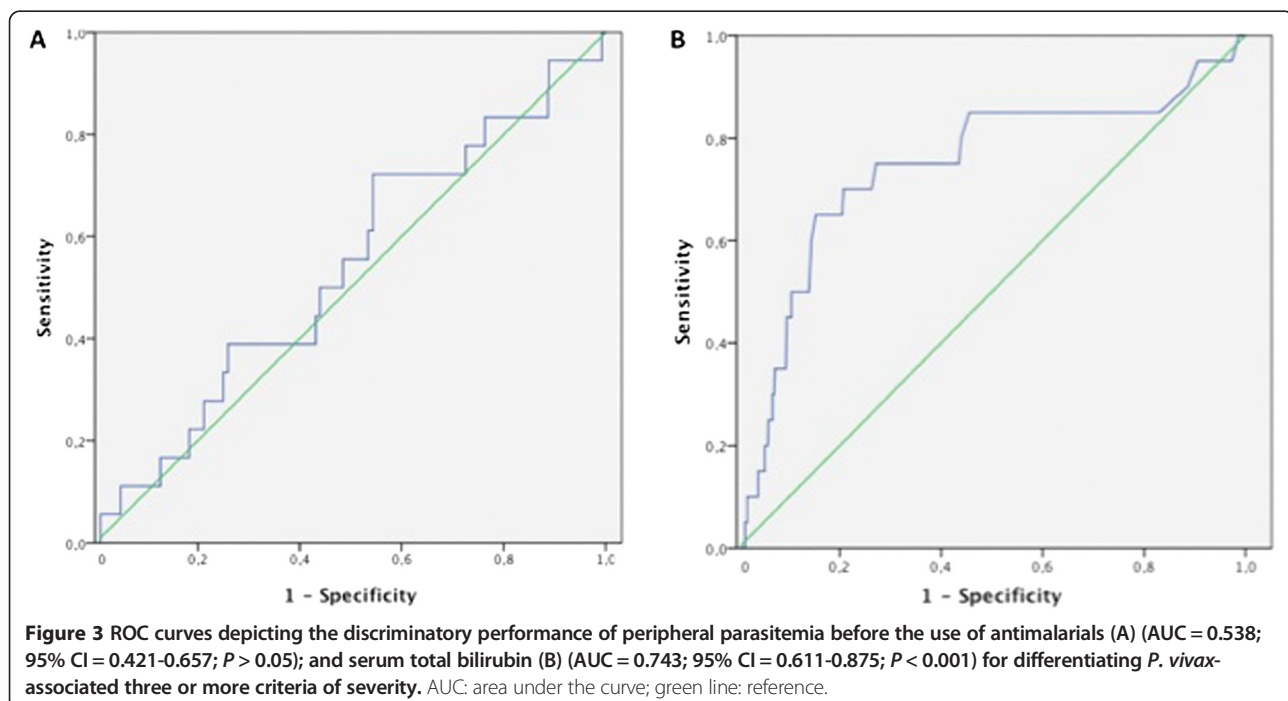 A
1,0
0,8
0,6
0,4
0,2
0,0
Sensitivity
0 0,2 0,4 0,6 0,8 1,0
1 - Specificity
B
1,0
0,8
0,6
0,4
0,2
0,0
Sensitivity
0 0,2 0,4 0,6 0,8 1,0
1 - Specificity
Figure 3 ROC curves depicting the discriminatory performance of peripheral parasitemia before the use of antimalarials (A) (AUC = 0.538;
95% CI = 0.421-0.657; P > 0.05); and serum total bilirubin (B) (AUC = 0.743; 95% CI = 0.611-0.875; P < 0.001) for differentiating P. vivax-
associated three or more criteria of severity. AUC: area under the curve; green line: reference.